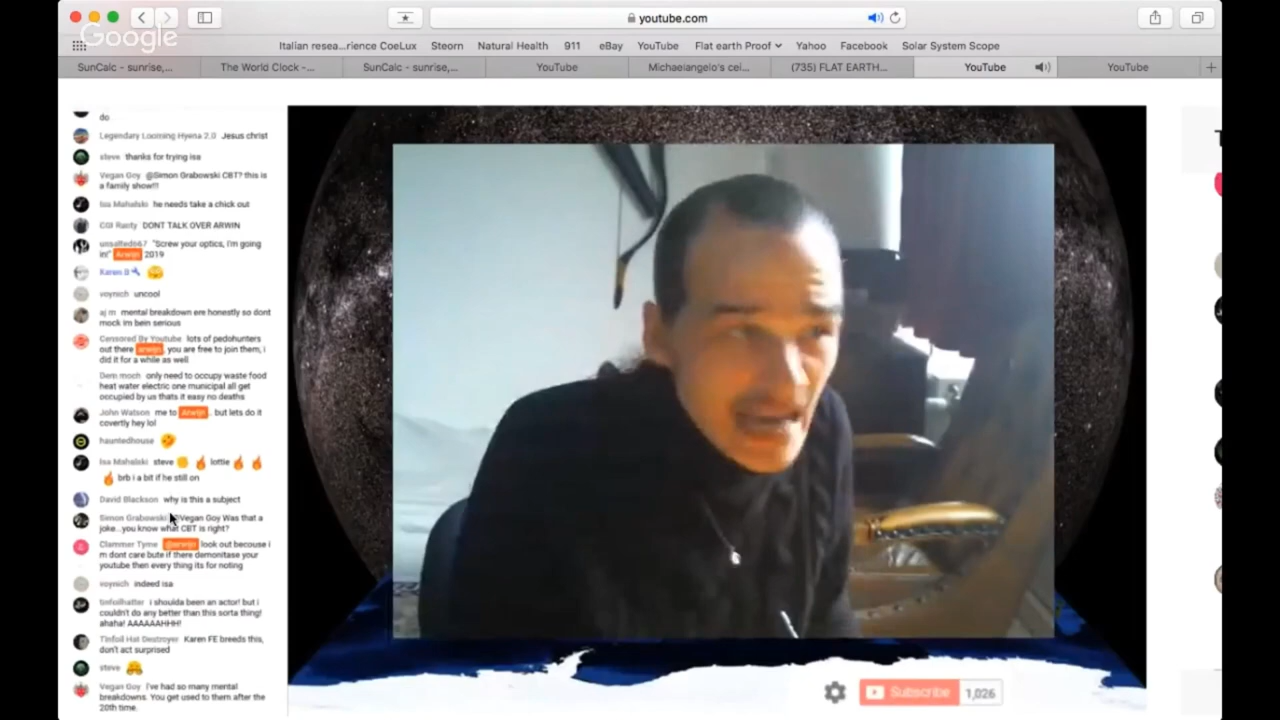 youtube.com
Google
Italian resea...rience CoeLux Steorn Natural Health 911 eBay YouTube Flat earth Proof Yahoo Facebook Solar System Scope
SunCalc - sunrise,... The World Clock -... SunCalc - sunrise,... YouTube Michaelangelo's cei... (735) FLAT EARTH... YouTube YouTube
do
Legendary Looming Hyena 2.0 Jesus christ
steve thanks for trying isa
Vegan Goy @Simon Grabowski CBT? this is
a family show!!!
Isa Mahalski he needs take a chick out
CGI Rusty DONT TALK OVER ARWIN
unsalted667 "Screw your optics, I'm going
in!" Arwijn 2019
Karen B
voynich uncool
aj m mental breakdown ere honestly so dont
mock im bein serious
Censored By Youtube lots of pedohunters
out there arwijn, you are free to join them, i
did it for a while as well
Dem moch only need to occupy waste food
heat water electric one municipal all get
occupied by us thats it easy no deaths
John Watson me to Arwijn, but lets do it
covertly hey lol
hauntedhouse
Isa Mahalski steve lottie
brb i a bit if he still on
David Blackson why is this a subject
Simon Grabowski @Vegan Goy Was that a
joke...you know what CBT is right?
Clammer Tyme @arwijn look out becouse i
m dont care bute if there demonitase your
youtube then every thing its for noting
voynich indeed isa
tinfoilhatter i shoulda been an actor! but i
couldn't do any better than this sorta thing!
ahaha! AAAAAAHHH!
Tinfoil Hat Destroyer Karen FE breeds this,
don't act surprised
steve
Vegan Goy I've had so many mental
breakdowns. You get used to them after the
20th time.
Subscribe 1,026